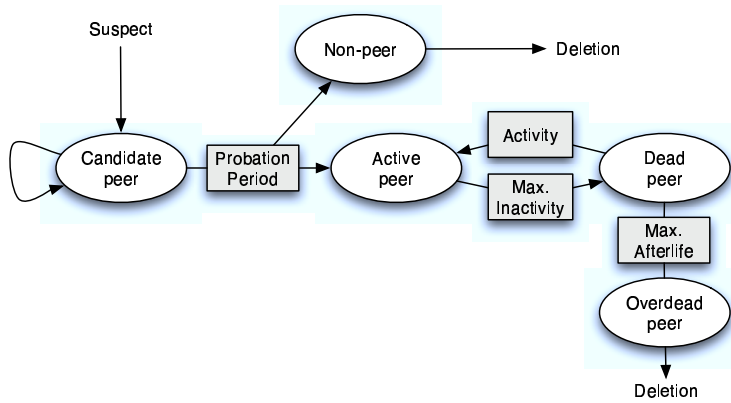 Suspect
Non-peer
Deletion
Candidate
peer
Probation
Period
Active
peer
Activity
Max.
Inactivity
Dead
peer
Max.
Afterlife
Overdead
peer
Deletion